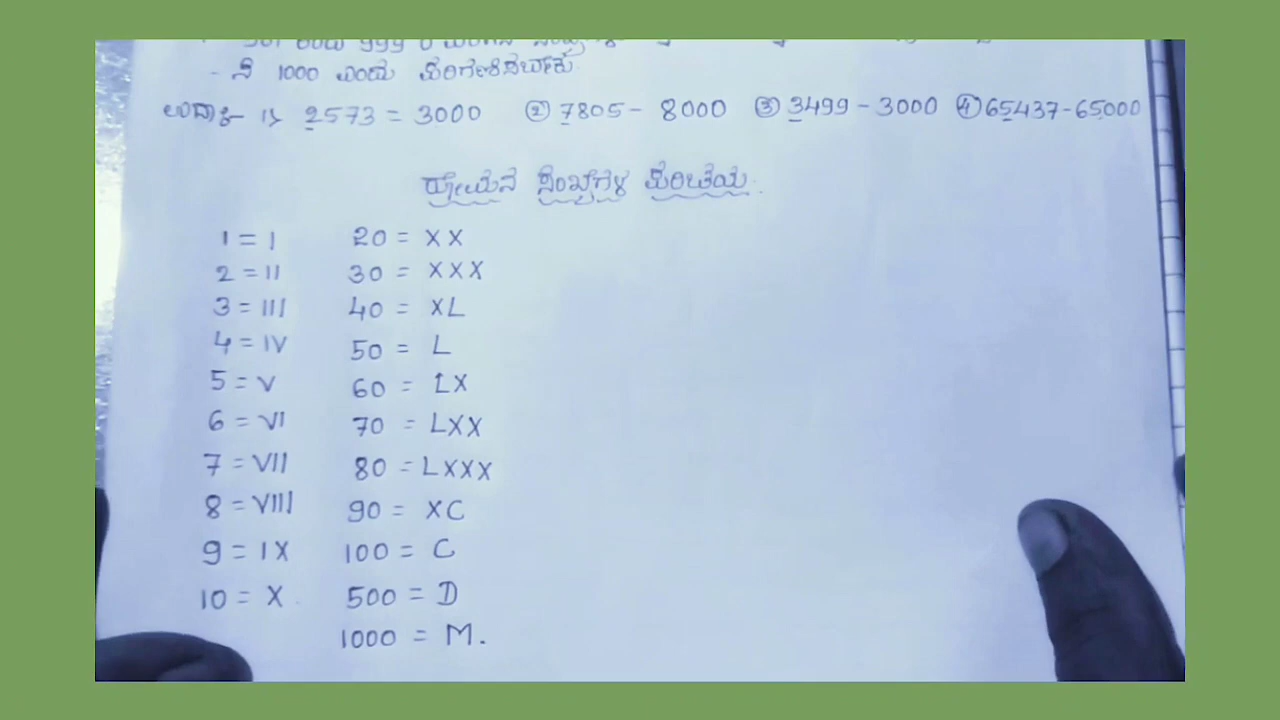 - ನೆ 1000 ಎಂದು
ಉದಾ:- 1) 2573 = 3000 ② 7805 - 8000 ③ 3499 - 3000 ④ 65437-65000
ರೋಮನ ಸಂಖ್ಯೆಗಳ ಪರಿಚಯ.
1 = I 20 = XX
2 = II 30 = XXX
3 = III 40 = XL
4 = IV 50 = L
5 = V 60 = LX
6 = VI 70 = LXX
7 = VII 80 = LXXX
8 = VIII 90 = XC
9 = IX 100 = C
10 = X. 500 = D
1000 = M.